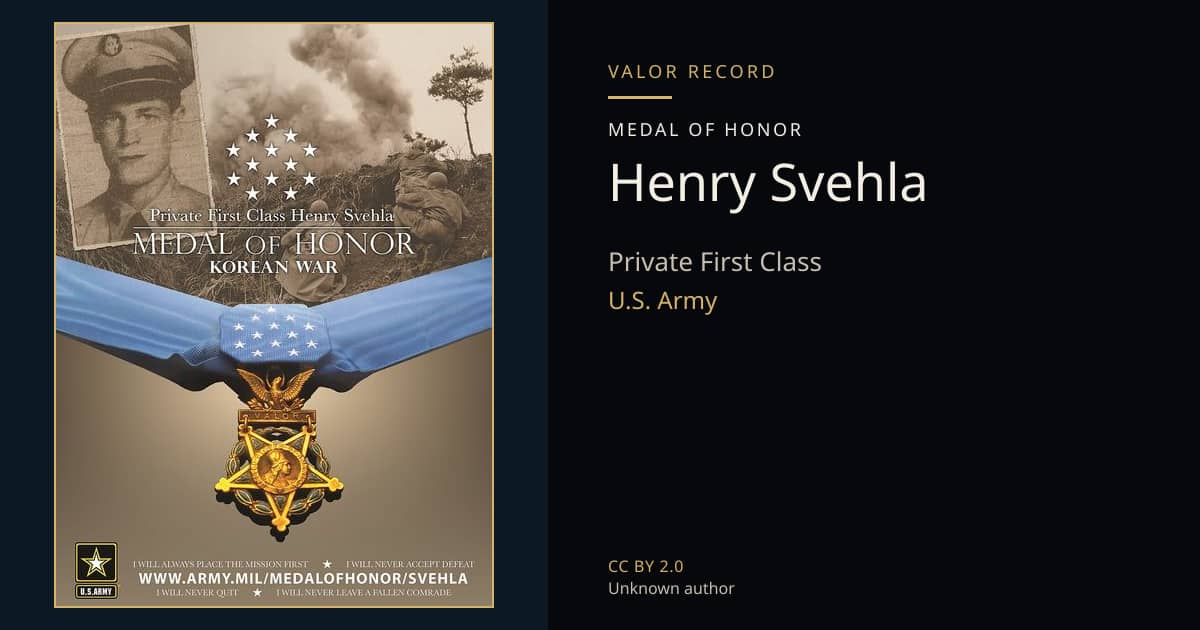 Private First Class Henry Svehla
MEDAL OF HONOR
KOREAN WAR
VALOR
U.S.ARMY
I WILL ALWAYS PLACE THE MISSION FIRST ★ I WILL NEVER ACCEPT DEFEAT
WWW.ARMY.MIL/MEDALOFHONOR/SVEHLA
I WILL NEVER QUIT ★ I WILL NEVER LEAVE A FALLEN COMRADE
VALOR RECORD
MEDAL OF HONOR
Henry Svehla
Private First Class
U.S. Army
CC BY 2.0
Unknown author